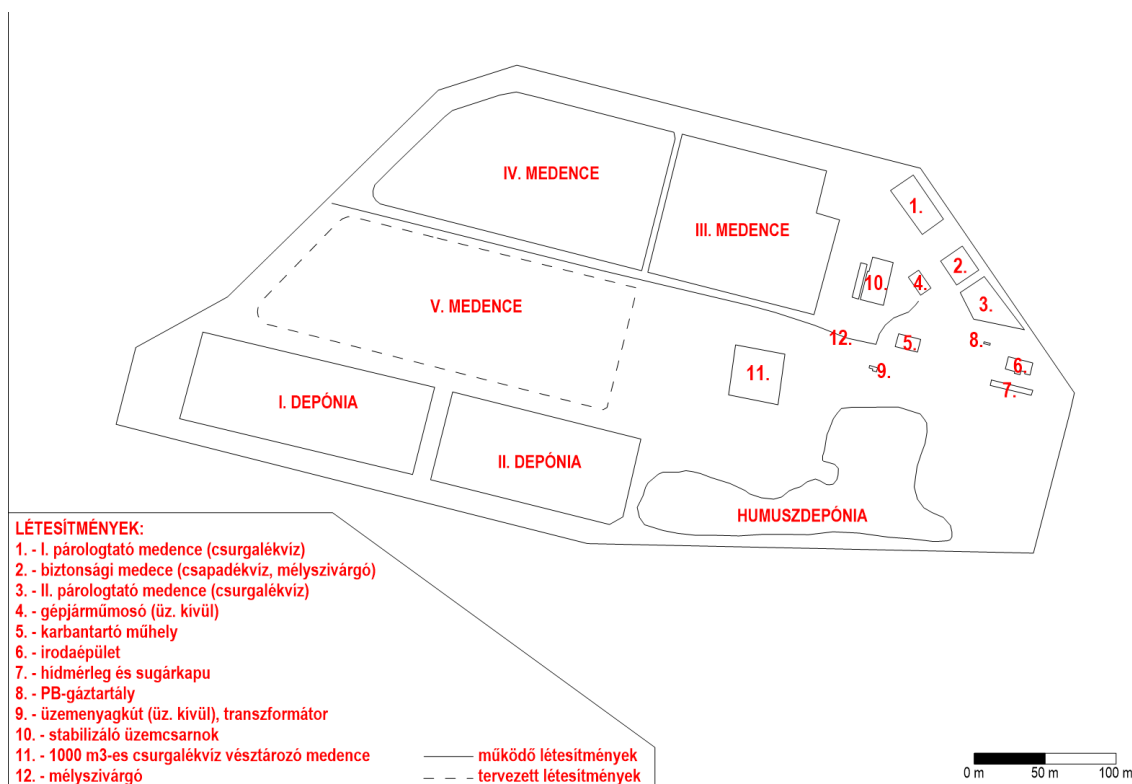 IV. MEDENCE
1.
III. MEDENCE
2.
10.
4.
3.
V. MEDENCE
12.
8.
5.
6.
11.
9.
7.
I. DEPÓNIA
II. DEPÓNIA
HUMUSZDEPÓNIA
LÉTESÍTMÉNYEK:
1. - I. párologtató medence (csurgalékvíz)
2. - biztonsági medece (csapadékvíz, mélyszivárgó)
3. - II. párologtató medence (csurgalékvíz)
4. - gépjárműmosó (üz. kívül)
5. - karbantartó műhely
6. - irodaépület
7. - hídmérleg és sugárkapu
8. - PB-gáztartály
9. - üzemenyagkút (üz. kívül), transzformátor
10. - stabilizáló üzemcsarnok
11. - 1000 m3-es csurgalékvíz vésztározó medence
12. - mélyszivárgó
működő létesítmények
tervezett létesítmények
0 m 50 m 100 m